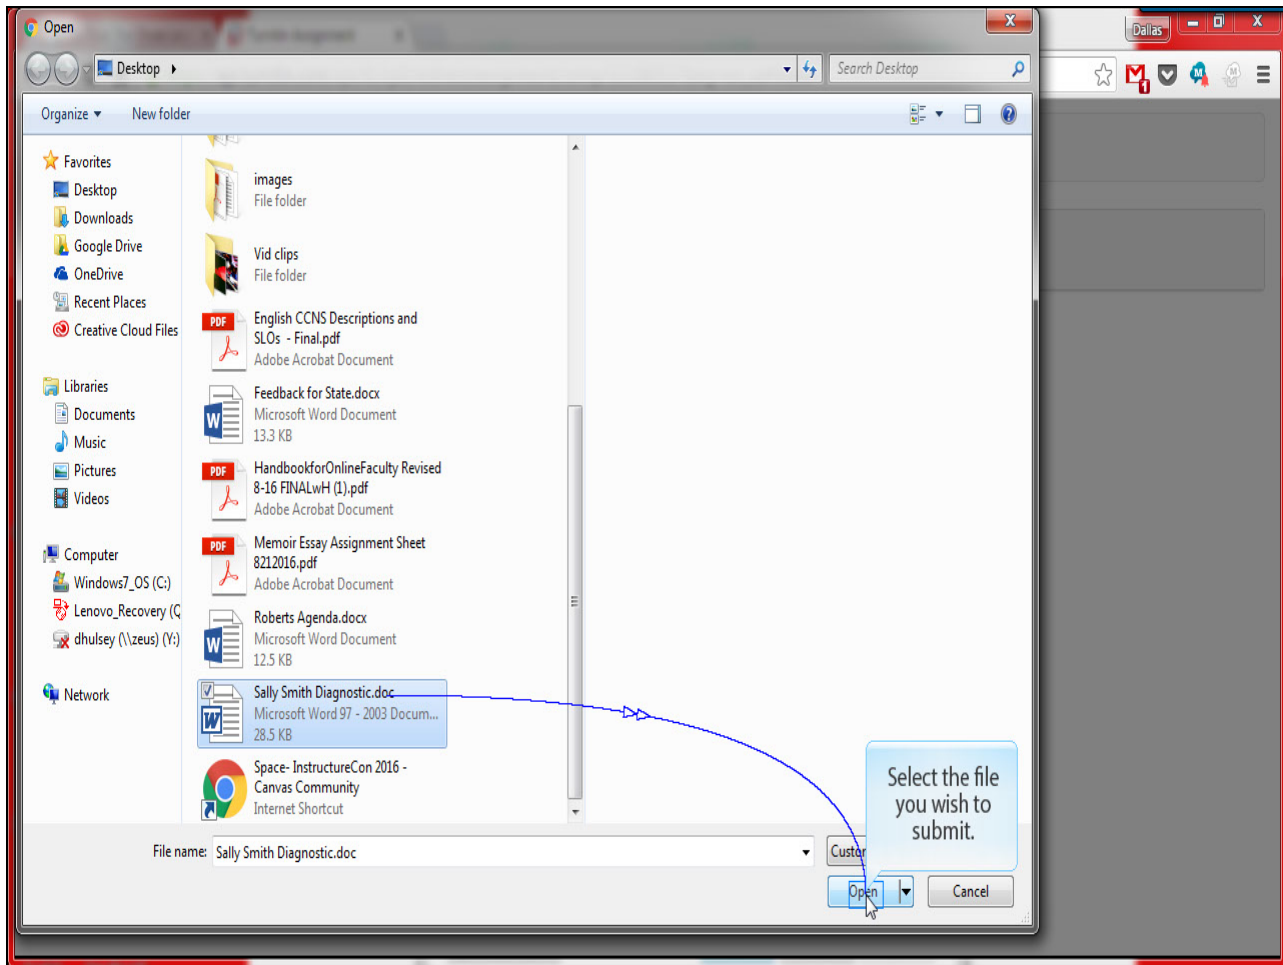 Open
Dallas
Desktop
Search Desktop
1
Organize
New folder
Favorites
Desktop
Downloads
Google Drive
OneDrive
Recent Places
Creative Cloud Files
Libraries
Documents
Music
Pictures
Videos
Computer
Windows7_OS (C:)
Lenovo_Recovery (Q
dhulsey (\\zeus) (Y:)
Network
images
File folder
Vid clips
File folder
PDF
English CCNS Descriptions and
SLOs - Final.pdf
Adobe Acrobat Document
Feedback for State.docx
Microsoft Word Document
13.3 KB
PDF
HandbookforOnlineFaculty Revised
8-16 FINALwH (1).pdf
Adobe Acrobat Document
PDF
Memoir Essay Assignment Sheet
8212016.pdf
Adobe Acrobat Document
Roberts Agenda.docx
Microsoft Word Document
12.5 KB
Sally Smith Diagnostic.doc
Microsoft Word 97 - 2003 Docum...
28.5 KB
Space- InstructureCon 2016 -
Canvas Community
Internet Shortcut
Select the file
you wish to
submit.
File name: Sally Smith Diagnostic.doc
Custo
Open
Cancel